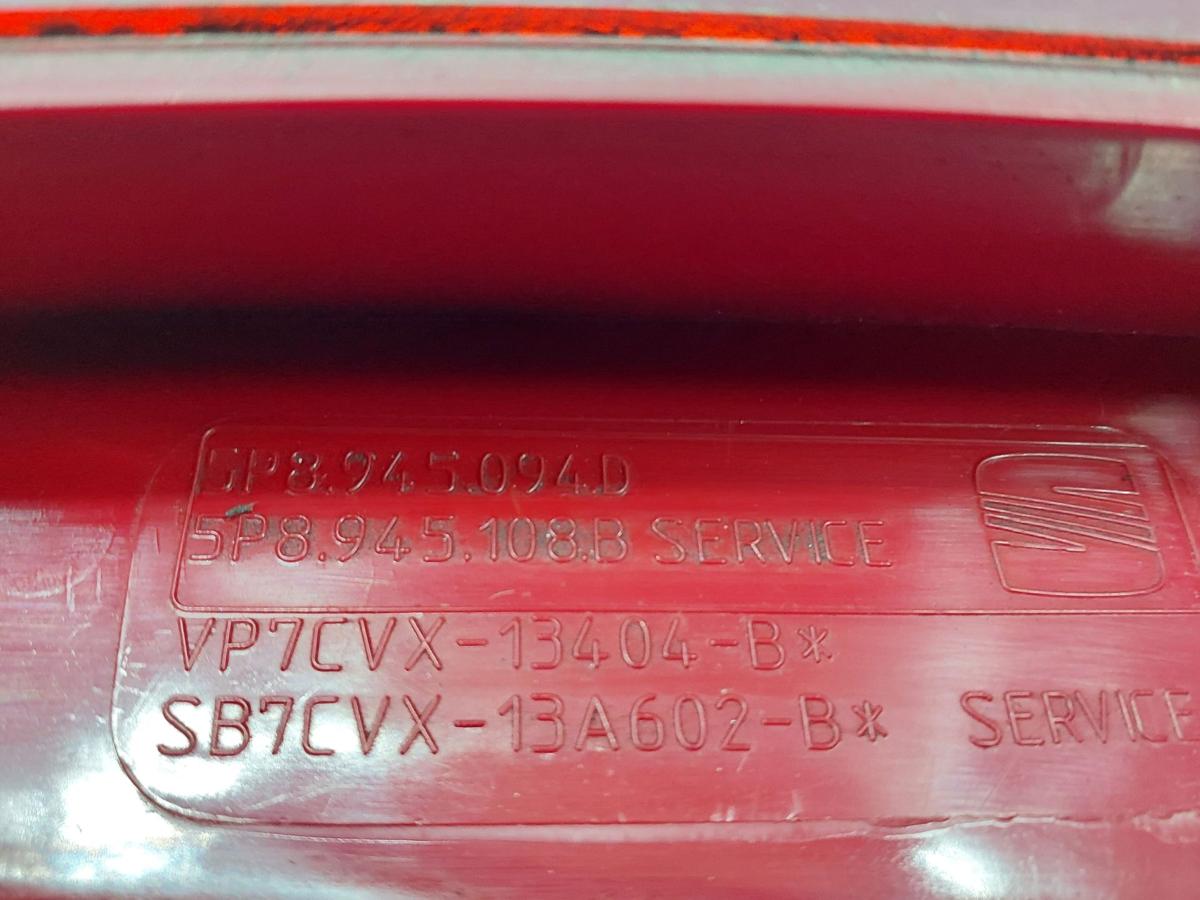 5P8.945.094.D
5P8.945.108.B SERVICE
VP7CVX-13404-B*
SB7CVX-13A602-B* SERVICE